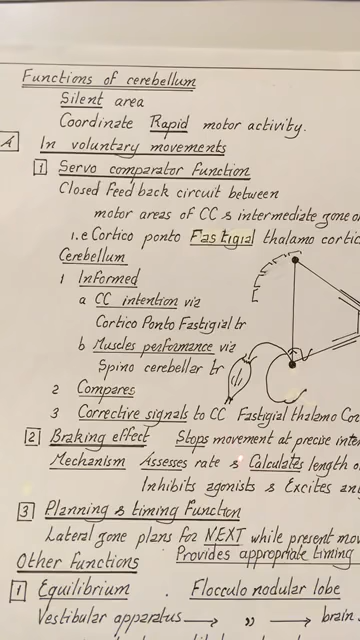 Functions of cerebellum
Silent area
Coordinate Rapid motor activity.
A In voluntary movements
1 Servo comparator function
Closed feed back circuit between
motor areas of CC & intermediate zone o
i.e Cortico ponto Fastigial thalamo cortic
Cerebellum
1 Informed
a CC intention via
Cortico Ponto Fastigial tr
b Muscles performance via
Spino cerebellar tr
2 Compares
3 Corrective signals to CC Fastigial Thalamo Cor
2 Braking effect Stops movement at precise inte
Mechanism Assesses rate & Calculates length o
Inhibits agonists & Excites an
3 Planning & timing Function
Lateral zone plans for NEXT while present mov
Other functions Provides appropriate timing
1 Equilibrium . Flocculo nodular lobe
Vestibular apparatus → " → brain